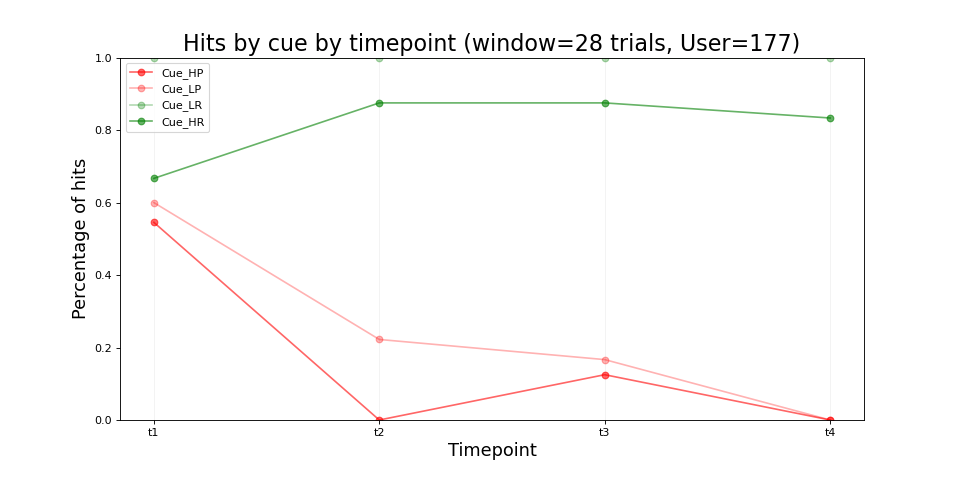 Hits by cue by timepoint (window=28 trials, User=177)
Percentage of hits
1.0
0.8
0.6
0.4
0.2
0.0
Cue_HP
Cue_LP
Cue_LR
Cue_HR
t1 t2 t3 t4
Timepoint